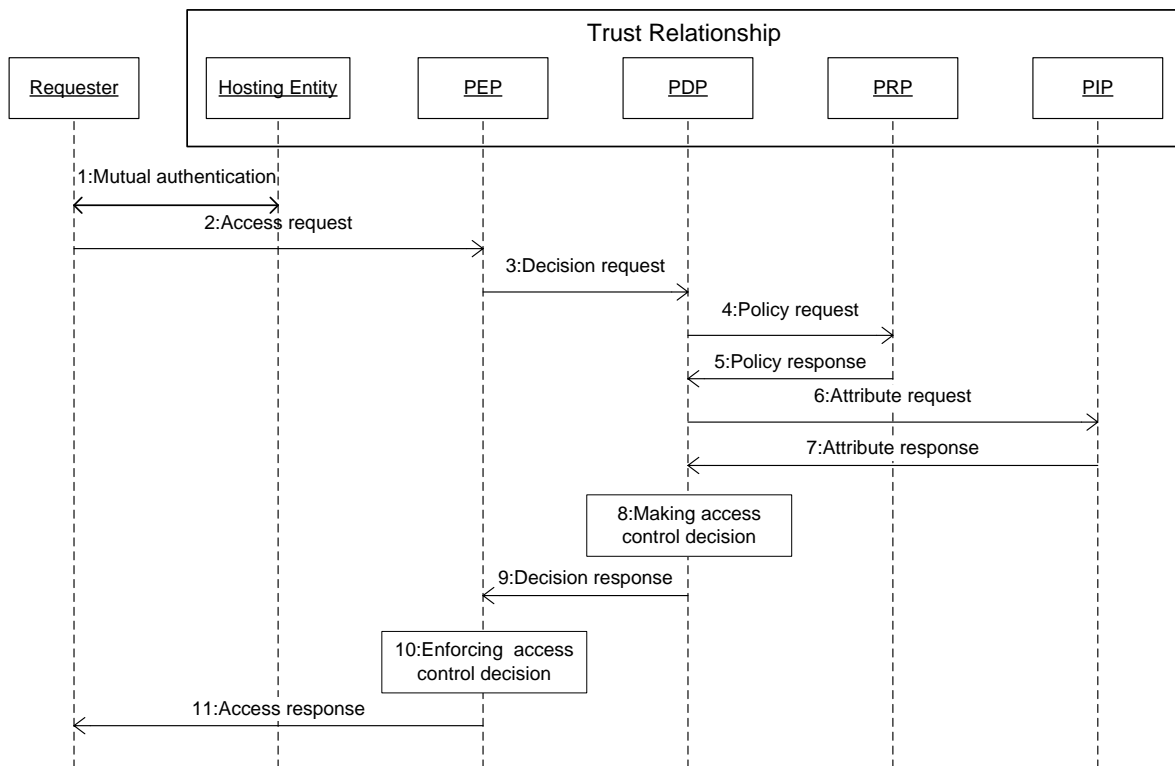 Trust Relationship
Requester
Hosting Entity
PEP
PDP
PRP
PIP
1:Mutual authentication
2:Access request
3:Decision request
4:Policy request
5:Policy response
6:Attribute request
7:Attribute response
8:Making access
control decision
9:Decision response
10:Enforcing access
control decision
11:Access response